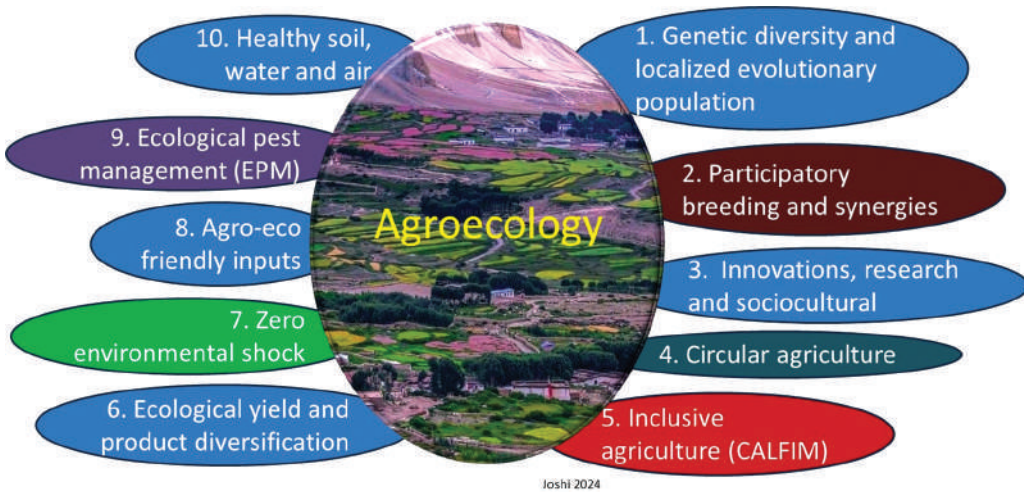 Agroecology
1. Genetic diversity and
localized evolutionary
population
2. Participatory
breeding and synergies
3. Innovations, research
and sociocultural
4. Circular agriculture
5. Inclusive
agriculture (CALFIM)
6. Ecological yield and
product diversification
7. Zero
environmental shock
8. Agro-eco
friendly inputs
9. Ecological pest
management (EPM)
10. Healthy soil,
water and air
Joshi 2024